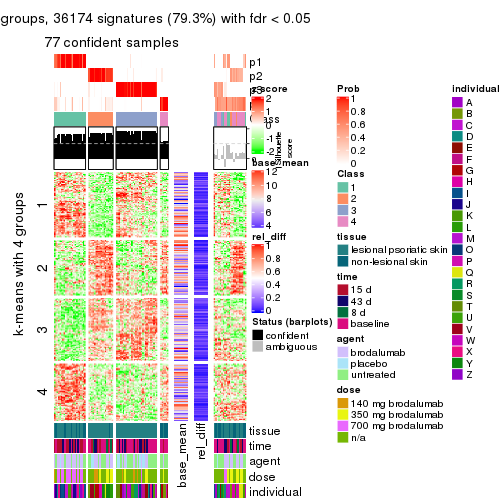 groups, 36174 signatures (79.3%) with fdr < 0.05
77 confident samples
p1
p2
p3
z-score
2
1
0
-1
-2
Silhouette
score
base_mean
12
10
8
6
4
rel_diff
1
0.8
0.6
0.4
0.2
0
Status (barplots)
confident
ambiguous
k-means with 4 groups
1
2
3
4
base_mean
rel_diff
tissue
time
agent
dose
individual
Prob
1
0.8
0.6
0.4
0.2
0
Class
1
2
3
4
tissue
lesional psoriatic skin
non-lesional skin
time
15 d
43 d
8 d
baseline
agent
brodalumab
placebo
untreated
dose
140 mg brodalumab
350 mg brodalumab
700 mg brodalumab
n/a
individual
A
B
C
D
E
F
G
H
I
J
K
L
M
O
P
Q
R
S
T
U
V
W
X
Y
Z